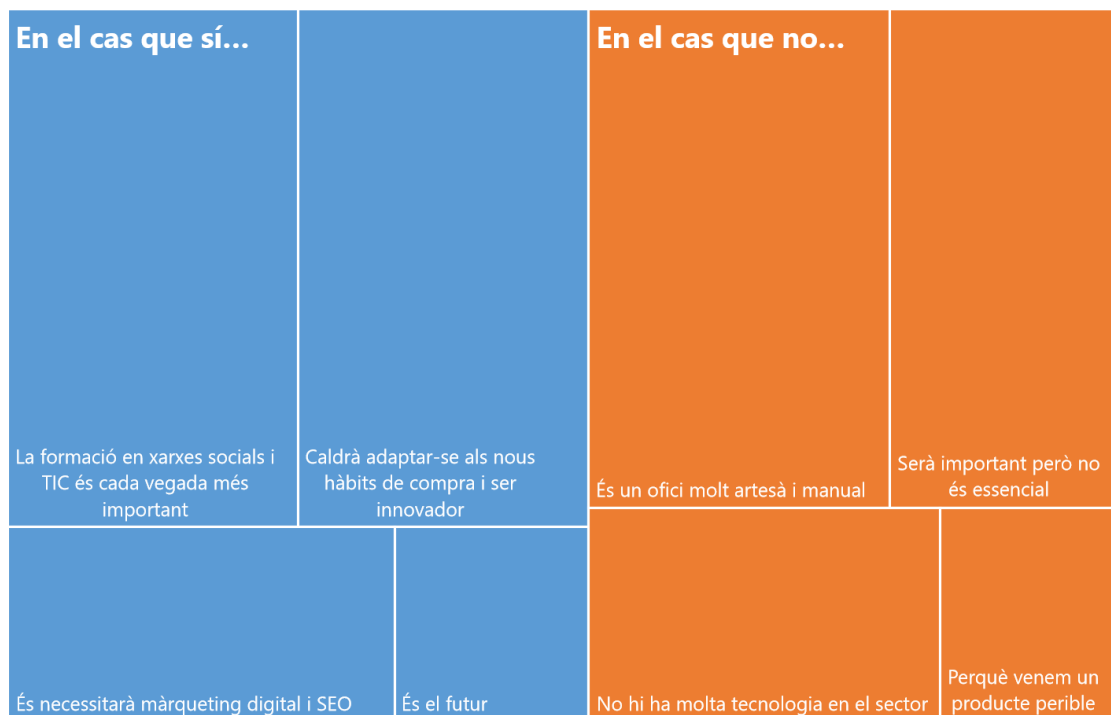 En el cas que sí...
La formació en xarxes socials i
TIC és cada vegada més
important
Caldrà adaptar-se als nous
hàbits de compra i ser
innovador
És necessitarà màrqueting digital i SEO
És el futur
En el cas que no...
És un ofici molt artesà i manual
Serà important però no
és essencial
No hi ha molta tecnologia en el sector
Perquè venem un
producte perible